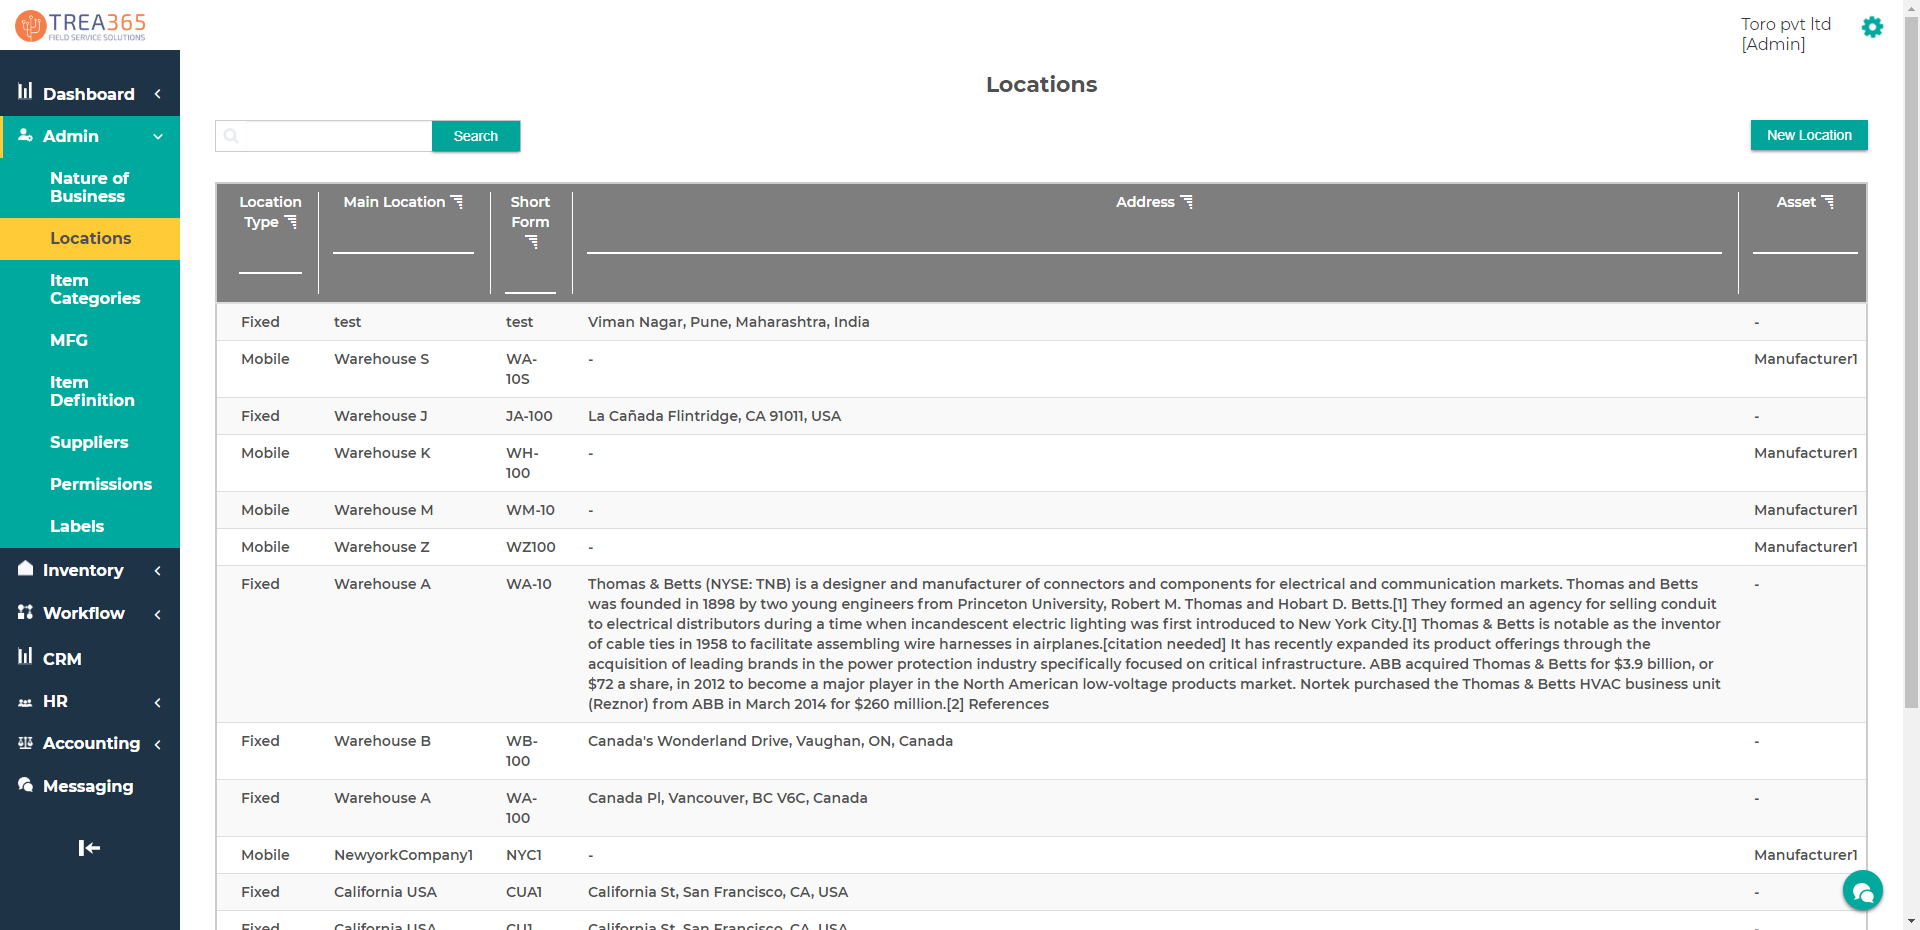 TREA365
FIELD SERVICE SOLUTIONS
Toro pvt ltd
[Admin]
Dashboard
Admin
Nature of
Business
Locations
Item
Categories
MFG
Item
Definition
Suppliers
Permissions
Labels
Inventory
Workflow
CRM
HR
Accounting
Messaging
Locations
Search
New Location
Location
Type
Main Location
Short
Form
Address
Asset
Fixed test test Viman Nagar, Pune, Maharashtra, India -
Mobile Warehouse S WA- - Manufacturer1
10S
Fixed Warehouse J JA-100 La Cañada Flintridge, CA 91011, USA -
Mobile Warehouse K WH- - Manufacturer1
100
Mobile Warehouse M WM-10 - Manufacturer1
Mobile Warehouse Z WZ100 - Manufacturer1
Fixed Warehouse A WA-10 Thomas & Betts (NYSE: TNB) is a designer and manufacturer of connectors and components for electrical and communication markets. Thomas and Betts -
was founded in 1898 by two young engineers from Princeton University, Robert M. Thomas and Hobart D. Betts.[1] They formed an agency for selling conduit
to electrical distributors during a time when incandescent electric lighting was first introduced to New York City.[1] Thomas & Betts is notable as the inventor
of cable ties in 1958 to facilitate assembling wire harnesses in airplanes.[citation needed] It has recently expanded its product offerings through the
acquisition of leading brands in the power protection industry specifically focused on critical infrastructure. ABB acquired Thomas & Betts for $3.9 billion, or
$72 a share, in 2012 to become a major player in the North American low-voltage products market. Nortek purchased the Thomas & Betts HVAC business unit
(Reznor) from ABB in March 2014 for $260 million.[2] References
Fixed Warehouse B WB- Canada's Wonderland Drive, Vaughan, ON, Canada -
100
Fixed Warehouse A WA- Canada Pl, Vancouver, BC V6C, Canada -
100
Mobile NewyorkCompany1 NYC1 - Manufacturer1
Fixed California USA CUA1 California St, San Francisco, CA, USA -
Fixed California USA CU1 California St, San Francisco, CA, USA -